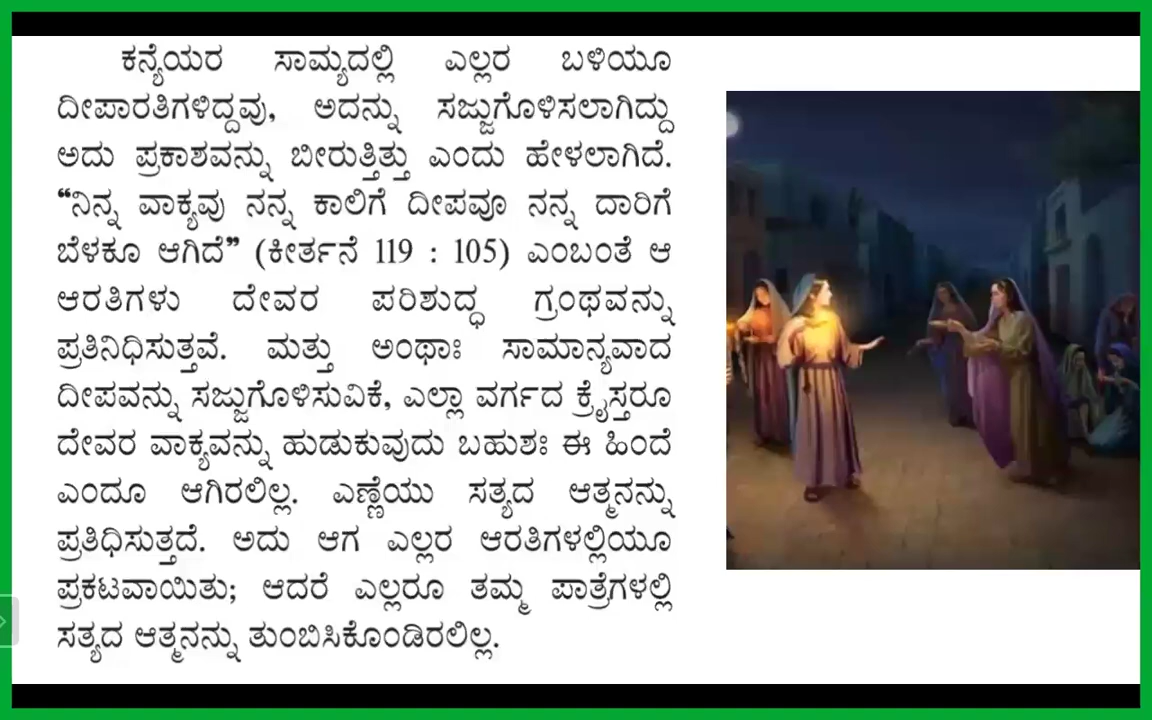 ಕನ್ಯೆಯರ ಸಾಮ್ಯದಲ್ಲಿ ಎಲ್ಲರ ಬಳಿಯೂ
ದೀಪಾರತಿಗಳಿದ್ದವು, ಅದನ್ನು ಸಜ್ಜುಗೊಳಿಸಲಾಗಿದ್ದು
ಅದು ಪ್ರಕಾಶವನ್ನು ಬೀರುತ್ತಿತ್ತು ಎಂದು ಹೇಳಲಾಗಿದೆ.
“ನಿನ್ನ ವಾಕ್ಯವು ನನ್ನ ಕಾಲಿಗೆ ದೀಪವೂ ನನ್ನ ದಾರಿಗೆ
ಬೆಳಕೂ ಆಗಿದೆ” (ಕೀರ್ತನೆ 119 : 105) ಎಂಬಂತೆ ಆ
ಆರತಿಗಳು ದೇವರ ಪರಿಶುದ್ಧ ಗ್ರಂಥವನ್ನು
ಪ್ರತಿನಿಧಿಸುತ್ತವೆ. ಮತ್ತು ಅಂಥಾಃ ಸಾಮಾನ್ಯವಾದ
ದೀಪವನ್ನು ಸಜ್ಜುಗೊಳಿಸುವಿಕೆ, ಎಲ್ಲಾ ವರ್ಗದ ಕ್ರೈಸ್ತರೂ
ದೇವರ ವಾಕ್ಯವನ್ನು ಹುಡುಕುವುದು ಬಹುಶಃ ಈ ಹಿಂದೆ
ಎಂದೂ ಆಗಿರಲಿಲ್ಲ. ಎಣ್ಣೆಯು ಸತ್ಯದ ಆತ್ಮನನ್ನು
ಪ್ರತಿಧಿಸುತ್ತದೆ. ಅದು ಆಗ ಎಲ್ಲರ ಆರತಿಗಳಲ್ಲಿಯೂ
ಪ್ರಕಟವಾಯಿತು; ಆದರೆ ಎಲ್ಲರೂ ತಮ್ಮ ಪಾತ್ರೆಗಳಲ್ಲಿ
ಸತ್ಯದ ಆತ್ಮನನ್ನು ತುಂಬಿಸಿಕೊಂಡಿರಲಿಲ್ಲ.